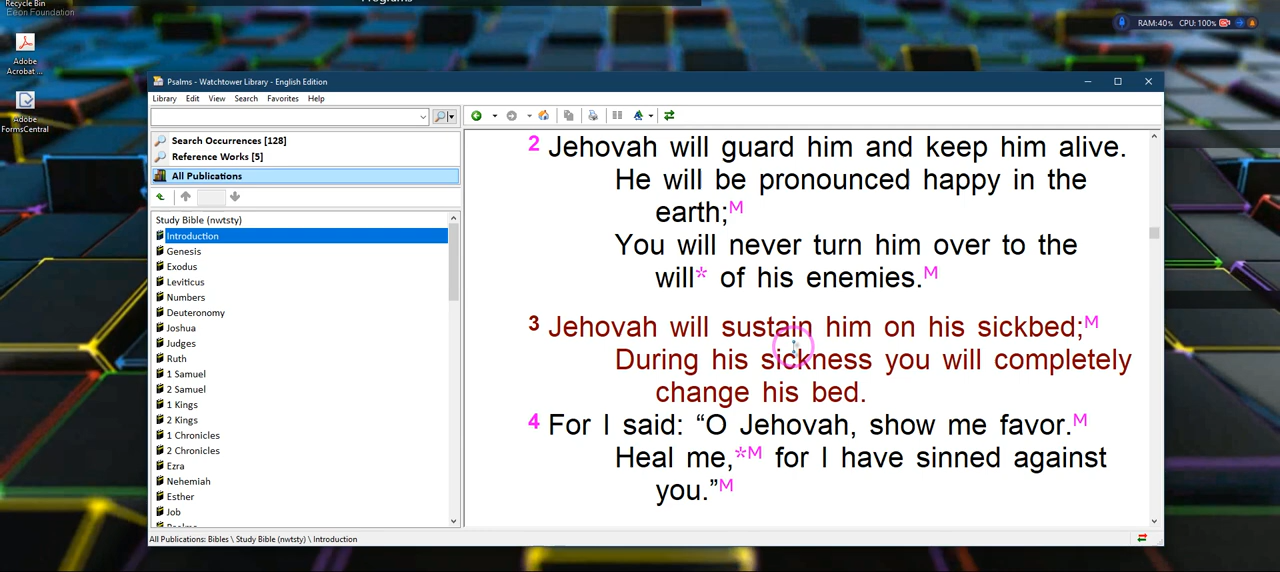 Recycle Bin
Eeon Foundation
Programs
RAM:40% CPU: 100%
Adobe
Acrobat ...
Adobe
FormsCentral
Psalms - Watchtower Library - English Edition
Library Edit View Search Favorites Help
Search Occurrences [128]
Reference Works [5]
All Publications
Study Bible (nwtsty)
Introduction
Genesis
Exodus
Leviticus
Numbers
Deuteronomy
Joshua
Judges
Ruth
1 Samuel
2 Samuel
1 Kings
2 Kings
1 Chronicles
2 Chronicles
Ezra
Nehemiah
Esther
Job
Psalms
2 Jehovah will guard him and keep him alive.
He will be pronounced happy in the
earth;M
You will never turn him over to the
will* of his enemies.M
3 Jehovah will sustain him on his sickbed;M
During his sickness you will completely
change his bed.
4 For I said: “O Jehovah, show me favor.M
Heal me,*M for I have sinned against
you.”M
All Publications: Bibles \ Study Bible (nwtsty) \ Introduction